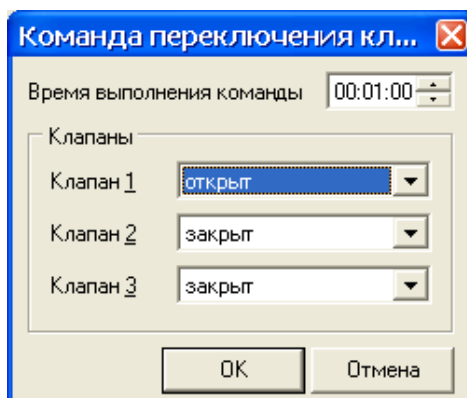 Команда переключения кл...
Время выполнения команды 00:01:00
Клапаны
Клапан 1 открыт
Клапан 2 закрыт
Клапан 3 закрыт
OK Отмена